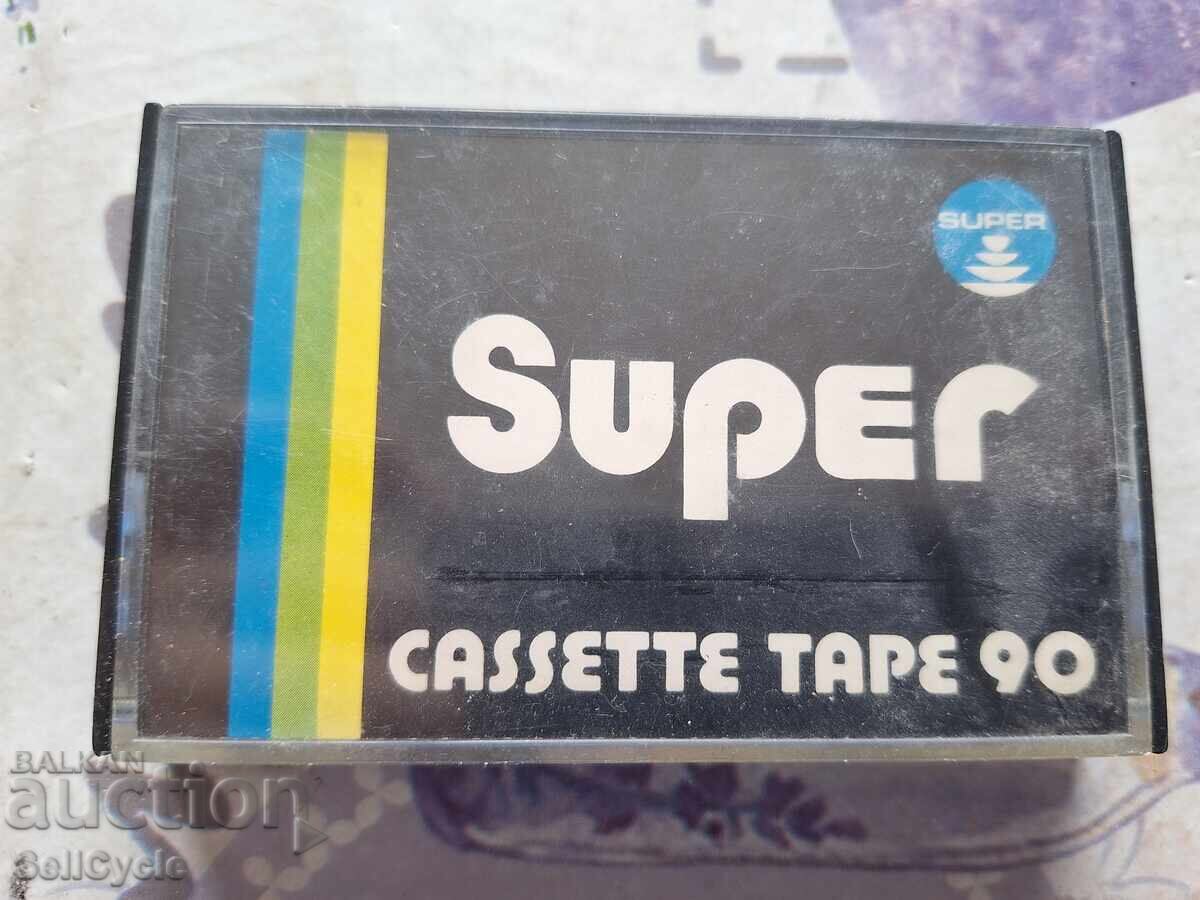 SUPER
Super
CASSETTE TAPE 90
BALKAN
auction
SellCycle